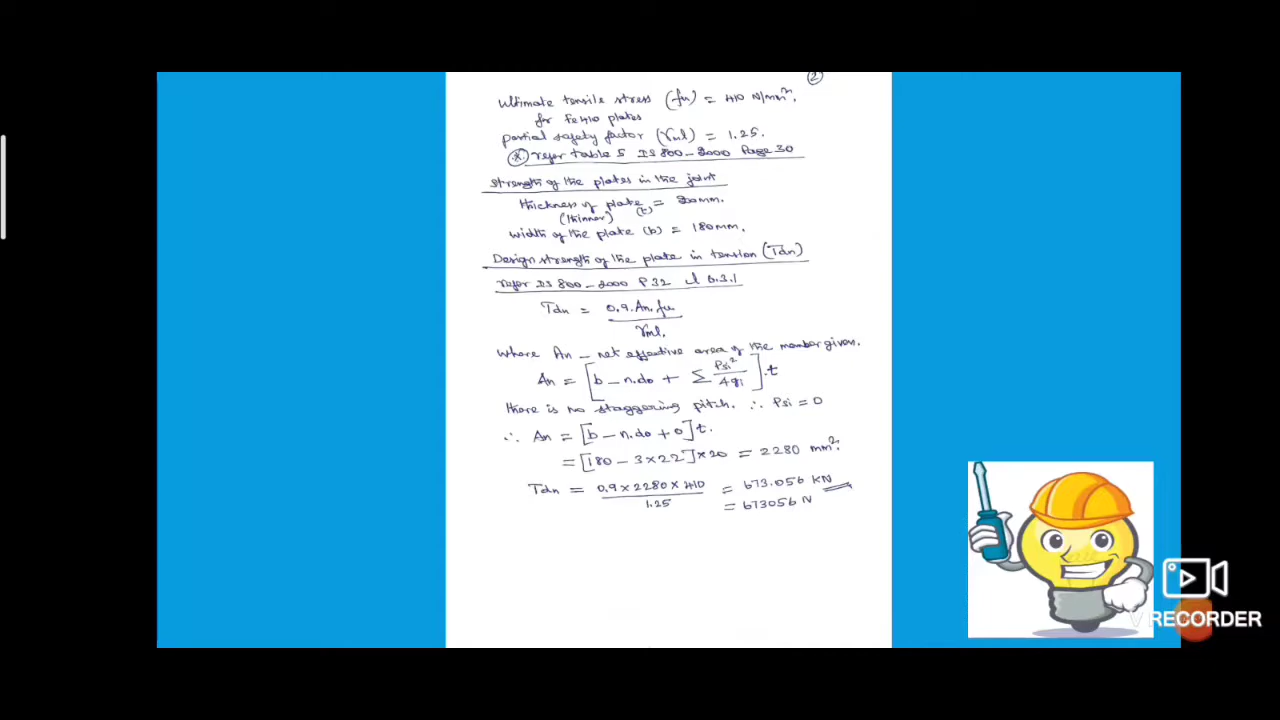 2
Ultimate tensile stress (fu) = 410 N/mm².
for Fe410 plates
partial safety factor (γml) = 1.25.
* refer table 5 IS 800-2000 Page 30
strength of the plates in the joint
thickness of plate (t) = 200mm.
(thinner)
width of the plate (b) = 180mm.
Design strength of the plate in tension (Tdn)
refer IS 800-2000 P32 cl 6.3.1
Tdn = 0.9.An.fu / γml.
where An - net effective area of the member given.
An = [b - n.do + Σ Psi²/4gi].t
there is no staggering pitch. ∴ Psi = 0
∴ An = [b - n.do + 0] t.
= [180 - 3×22] × 20 = 2280 mm².
Tdn = 0.9 × 2280 × 410 / 1.25 = 673.056 KN
= 673056 N
RECORDER